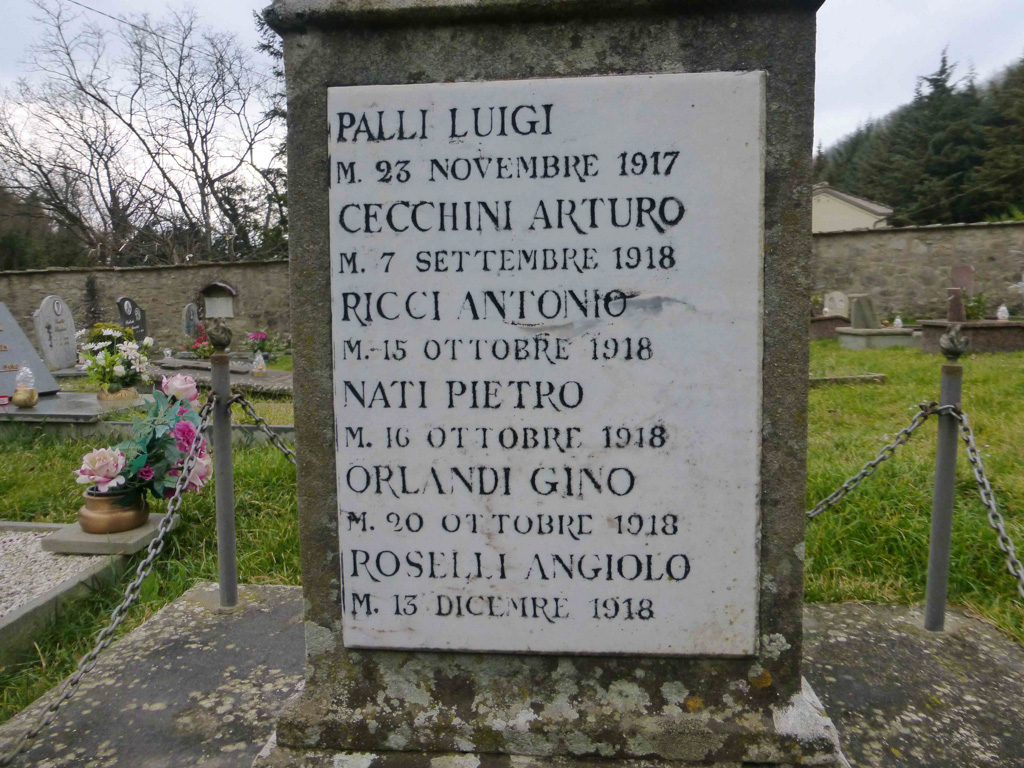 PALLI LUIGI
M. 23 NOVEMBRE 1917
CECCHINI ARTURO
M. 7 SETTEMBRE 1918
RICCI ANTONIO
M. 15 OTTOBRE 1918
NATI PIETRO
M. 16 OTTOBRE 1918
ORLANDI GINO
M. 20 OTTOBRE 1918
ROSELLI ANGIOLO
M. 13 DICEMRE 1918